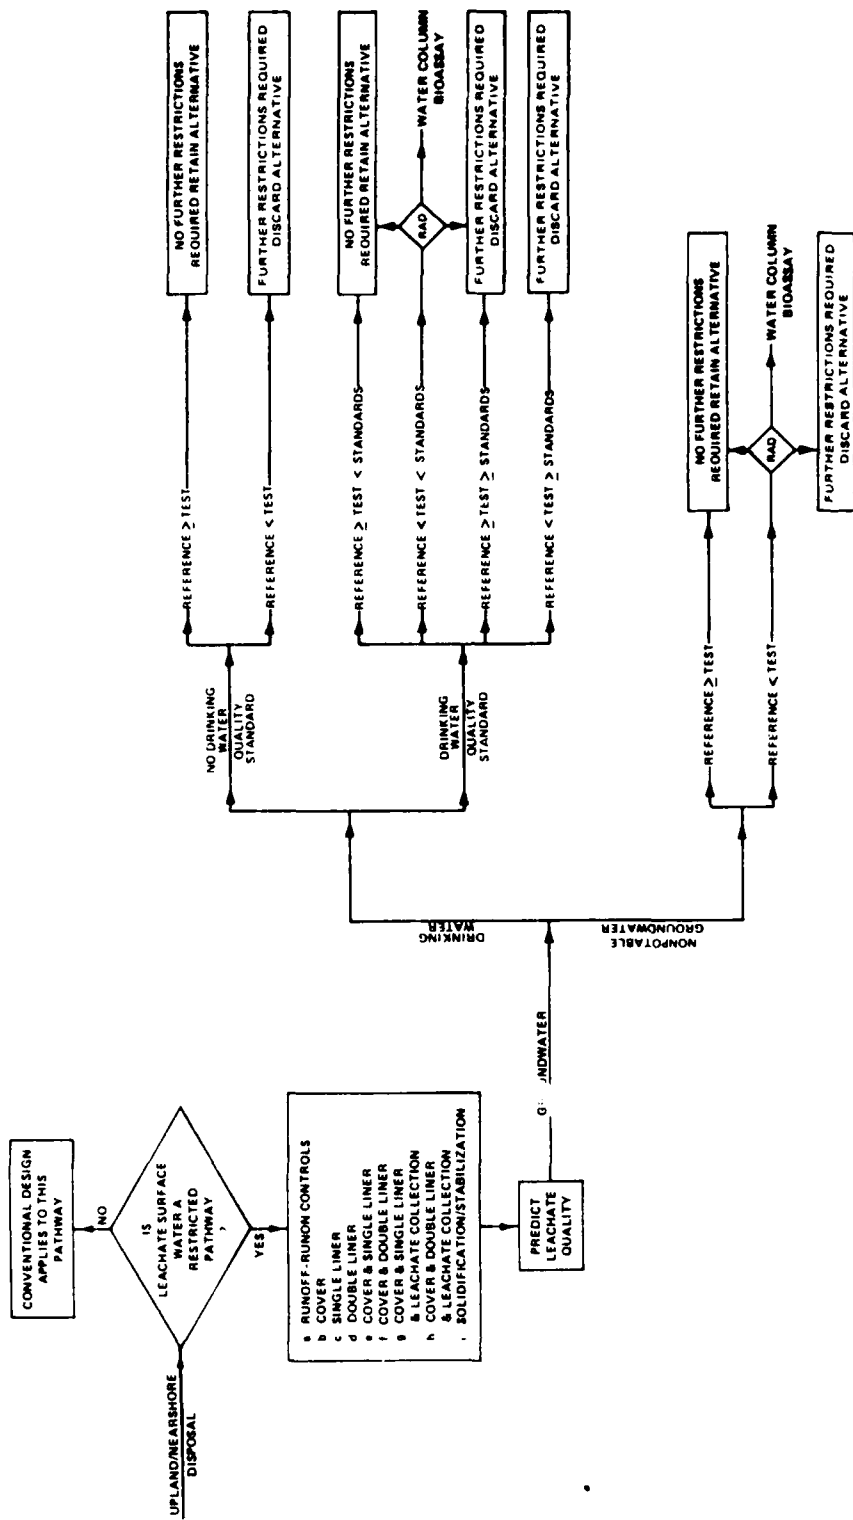 UPLAND/NEARSHORE
DISPOSAL
IS
LEACHATE SURFACE
WATER A
RESTRICTED
PATHWAY
?
NO
CONVENTIONAL DESIGN
APPLIES TO THIS
PATHWAY
YES
a RUNOFF-RUNON CONTROLS
b COVER
c SINGLE LINER
d DOUBLE LINER
e COVER & SINGLE LINER
f COVER & DOUBLE LINER
g COVER & SINGLE LINER
& LEACHATE COLLECTION
h COVER & DOUBLE LINER
& LEACHATE COLLECTION
i SOLIDIFICATION/STABILIZATION
PREDICT
LEACHATE
QUALITY
DRINKING
WATER
NONPOTABLE
GROUNDWATER
NO DRINKING
WATER
QUALITY
STANDARD
DRINKING
WATER
QUALITY
STANDARD
REFERENCE ≥ TEST
NO FURTHER RESTRICTIONS
REQUIRED RETAIN ALTERNATIVE
REFERENCE < TEST
FURTHER RESTRICTIONS REQUIRED
DISCARD ALTERNATIVE
REFERENCE ≥ TEST < STANDARDS
NO FURTHER RESTRICTIONS
REQUIRED RETAIN ALTERNATIVE
REFERENCE < TEST < STANDARDS
RAD
WATER COLUMN
BIOASSAY
REFERENCE ≥ TEST ≥ STANDARDS
FURTHER RESTRICTIONS REQUIRED
DISCARD ALTERNATIVE
REFERENCE < TEST ≥ STANDARDS
FURTHER RESTRICTIONS REQUIRED
DISCARD ALTERNATIVE
REFERENCE ≥ TEST
NO FURTHER RESTRICTIONS
REQUIRED RETAIN ALTERNATIVE
REFERENCE < TEST
RAD
WATER COLUMN
BIOASSAY
FURTHER RESTRICTIONS REQUIRED
DISCARD ALTERNATIVE